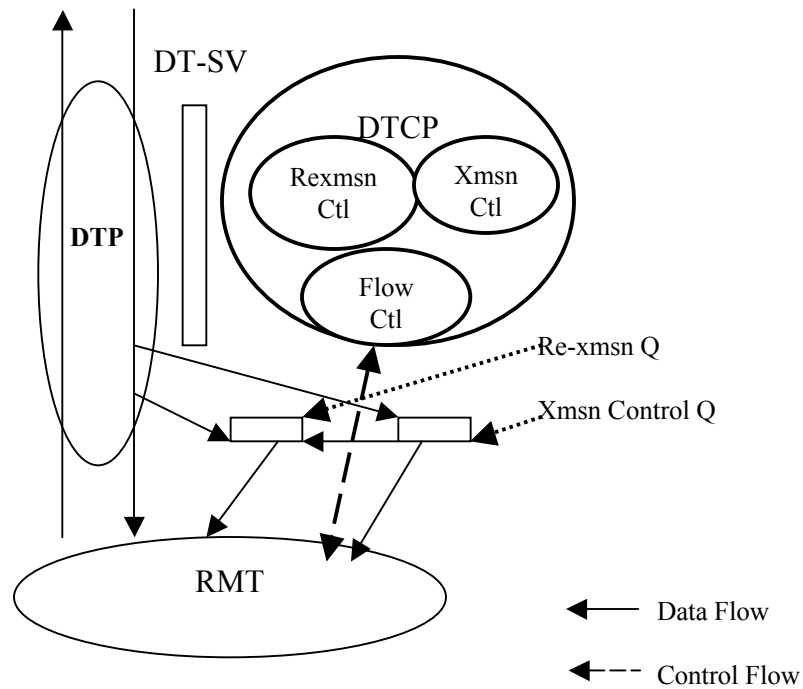 DT-SV
DTCP
Rexmsn
Ctl
Xmsn
Ctl
DTP
Flow
Ctl
Re-xmsn Q
Xmsn Control Q
RMT
Data Flow
Control Flow